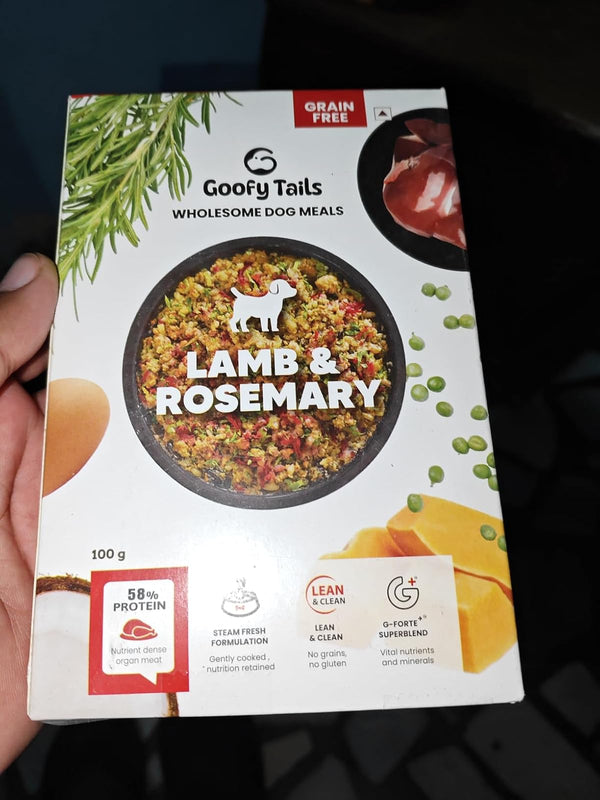 GRAIN
FREE
Goofy Tails
WHOLESOME DOG MEALS
LAMB &
ROSEMARY
100 g
58%
PROTEIN
Nutrient dense
organ meat
STEAM FRESH
FORMULATION
Gently cooked,
nutrition retained
LEAN
& CLEAN
LEAN
& CLEAN
No grains,
no gluten
G+
G-FORTE++
SUPERBLEND
Vital nutrients
and minerals